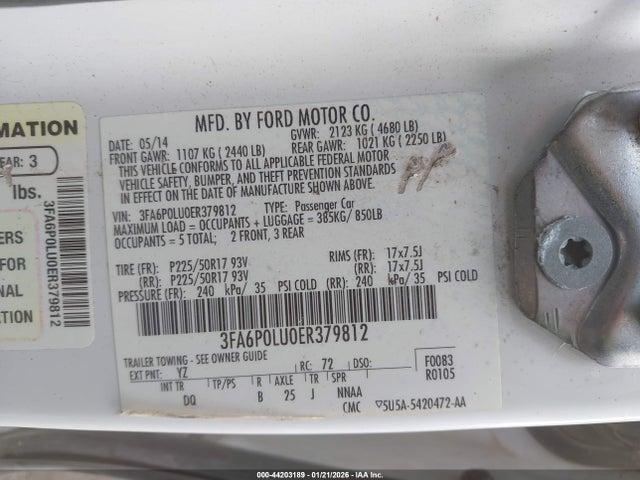 MFD. BY FORD MOTOR CO.
DATE: 05/14 GVWR: 2123 KG ( 4680 LB)
FRONT GAWR: 1107 KG ( 2440 LB) REAR GAWR: 1021 KG ( 2250 LB)
THIS VEHICLE CONFORMS TO ALL APPLICABLE FEDERAL MOTOR
VEHICLE SAFETY, BUMPER, AND THEFT PREVENTION STANDARDS
IN EFFECT ON THE DATE OF MANUFACTURE SHOWN ABOVE.
VIN: 3FA6P0LU0ER379812 TYPE: Passenger Car
MAXIMUM LOAD = OCCUPANTS + LUGGAGE = 385KG/ 850LB
OCCUPANTS = 5 TOTAL; 2 FRONT, 3 REAR
TIRE (FR): P225/50R17 93V RIMS (FR): 17x7.5J
(RR): P225/50R17 93V (RR): 17x7.5J
PRESSURE (FR): 240 kPa/ 35 PSI COLD (RR): 240 kPa/ 35 PSI COLD
3FA6P0LU0ER379812
TRAILER TOWING - SEE OWNER GUIDE
EXT PNT: YZ RC: 72 DSO: F0083
R0105
INT TR TP/PS R AXLE TR SPR
DQ B 25 J NNAA
CMC 5U5A-5420472-AA
MATION
EAR: 3
lbs.
3FA6P0LU0ER379812
ERS
FOR
NAL
ATION
000-44203189 | 01/21/2026 | IAA Inc.